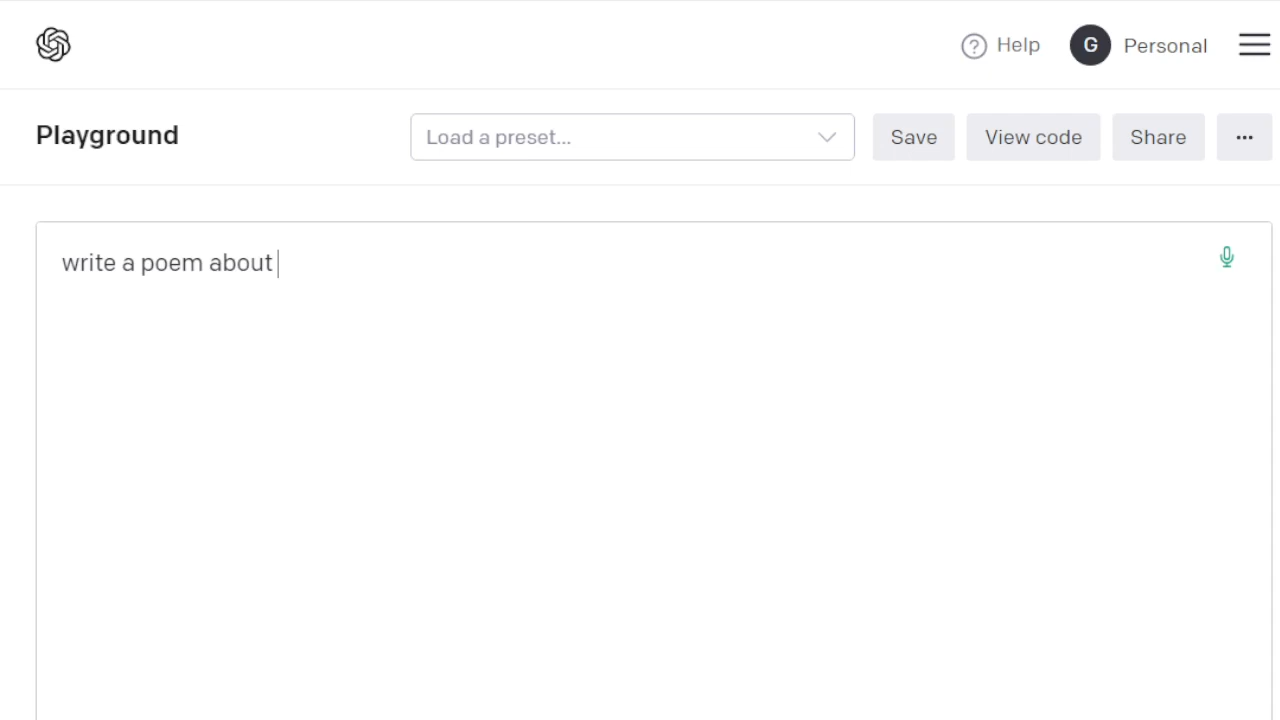 Help G Personal
Playground Load a preset... Save View code Share ...
write a poem about